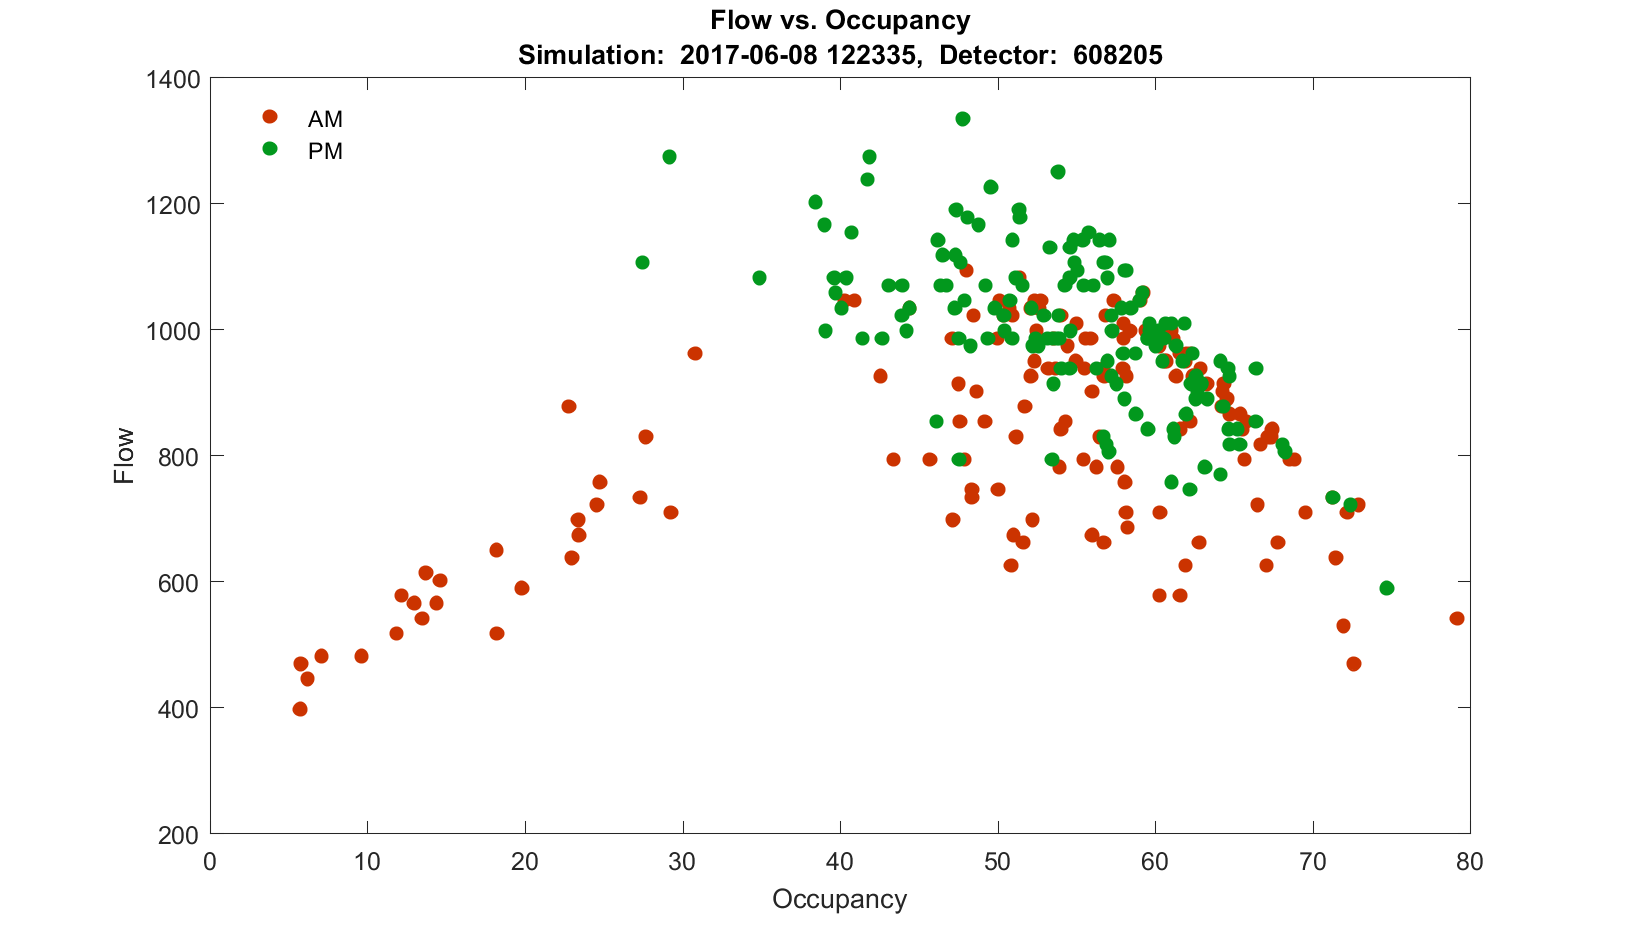 Flow vs. Occupancy
Simulation:  2017-06-08 122335,  Detector:  608205
1400
AM
PM
1200
1000
Flow
800
600
400
200
0 10 20 30 40 50 60 70 80
Occupancy